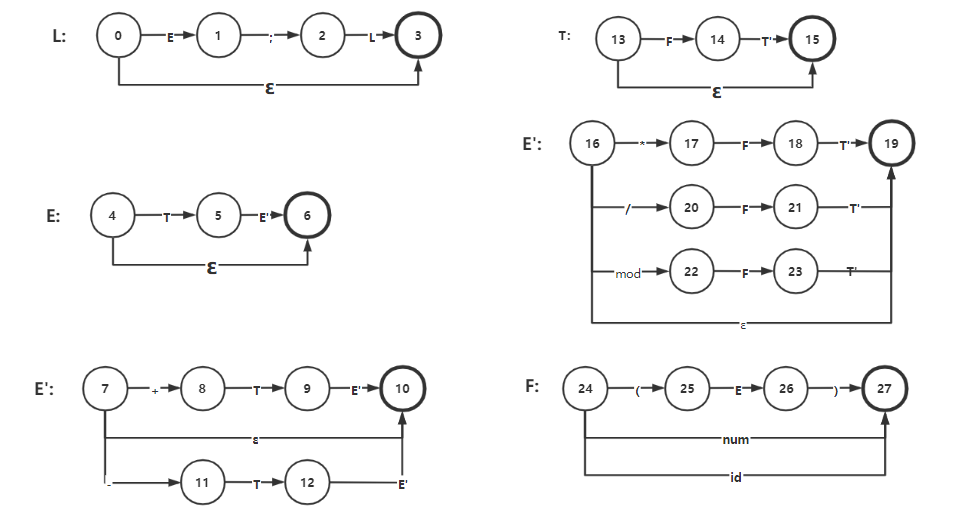 L: 0 E 1 ; 2 L 3
ε
T: 13 F 14 T' 15
ε
E': 16 * 17 F 18 T' 19
/ 20 F 21 T'
mod 22 F 23 T'
ε
E: 4 T 5 E' 6
ε
E': 7 + 8 T 9 E' 10
ε
- 11 T 12 E'
F: 24 ( 25 E 26 ) 27
num
id